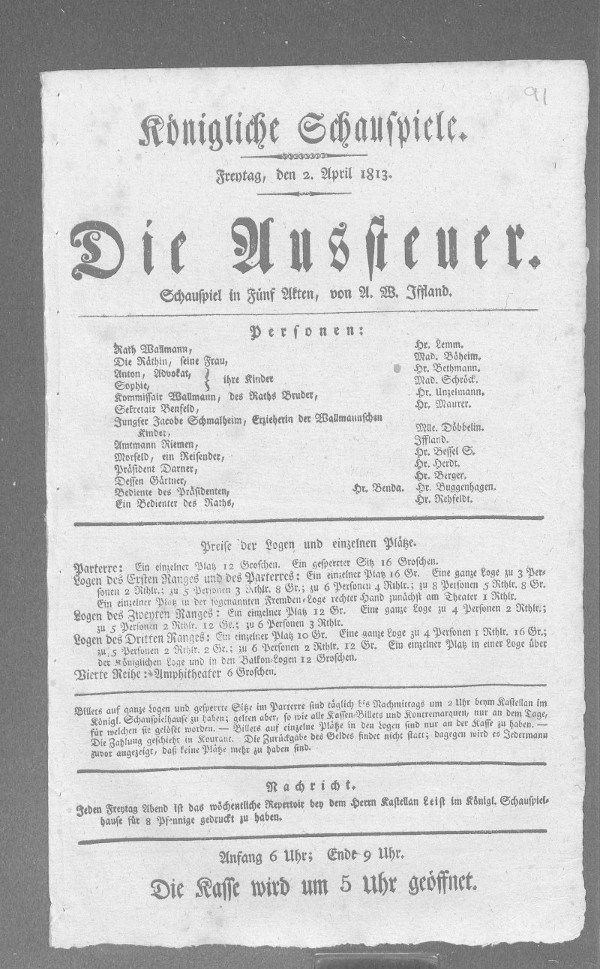 91
Königliche Schauspiele.
Freytag, den 2. April 1813.
Die Aussteuer.
Schauspiel in Fünf Akten, von A. W. Iffland.
Personen:
Rath Wallmann, Hr. Lemm.
Die Räthin, seine Frau, Mad. Böheim.
Anton, Advokat, } ihre Kinder Hr. Bethmann.
Sophie, Mad. Schröck.
Kommissair Wallmann, des Raths Bruder, Hr. Unzelmann.
Sekretair Benfeld, Hr. Maurer.
Jungfer Jacobe Schmalheim, Erzieherin der Wallmannschen
Kinder, Mlle. Döbbelin.
Amtmann Riemen, Iffland.
Morfeld, ein Reisender, Hr. Bessel S.
Präsident Darner, Hr. Herdt.
Dessen Gärtner, Hr. Berger.
Bediente des Präsidenten, Hr. Benda. Hr. Buggenhagen.
Ein Bedienter des Raths, Hr. Rehfeldt.
Preise der Logen und einzelnen Plätze.
Parterre: Ein einzelner Platz 12 Groschen. Ein gesperrter Sitz 16 Groschen.
Logen des Ersten Ranges und des Parterres: Ein einzelner Platz 16 Gr. Eine ganze Loge zu 3 Per-
sonen 2 Rthlr.; zu 5 Personen 3 Rthlr. 8 Gr.; zu 6 Personen 4 Rthlr.; zu 8 Personen 5 Rthlr. 8 Gr.
Ein einzelner Platz in der sogenannten Fremden-Loge rechter Hand zunächst am Theater 1 Rthlr.
Logen des Zweyten Ranges: Ein einzelner Platz 12 Gr. Eine ganze Loge zu 4 Personen 2 Rthlr.;
zu 5 Personen 2 Rthlr. 12 Gr.; zu 6 Personen 3 Rthlr.
Logen des Dritten Ranges: Ein einzelner Platz 10 Gr. Eine ganze Loge zu 4 Personen 1 Rthlr. 16 Gr.;
zu 5 Personen 2 Rthlr. 2 Gr.; zu 6 Personen 2 Rthlr. 12 Gr. Ein einzelner Platz in einer Loge über
der Königlichen Loge und in den Balkon-Logen 12 Groschen.
Vierte Reihe: Amphitheater 6 Groschen.
Billets auf ganze Logen und gesperrte Sitze im Parterre sind täglich bis Nachmittags um 2 Uhr beym Kastellan im
Königl. Schauspielhause zu haben; gelten aber, so wie alle Kassen-Billets und Kontremarquen, nur an dem Tage,
für welchen sie gelöset worden. — Billets auf einzelne Plätze in den Logen sind nur an der Kasse zu haben. —
Die Zahlung geschieht in Kourant. Die Zurückgabe des Geldes findet nicht statt; dagegen wird es Jedermann
zuvor angezeigt, daß keine Plätze mehr zu haben sind.
Nachricht.
Jeden Freytag Abend ist das wöchentliche Repertoir bey dem Herrn Kastellan Leist im Königl. Schauspiel-
hause für 8 Pfennige gedruckt zu haben.
Anfang 6 Uhr; Ende 9 Uhr.
Die Kasse wird um 5 Uhr geöffnet.